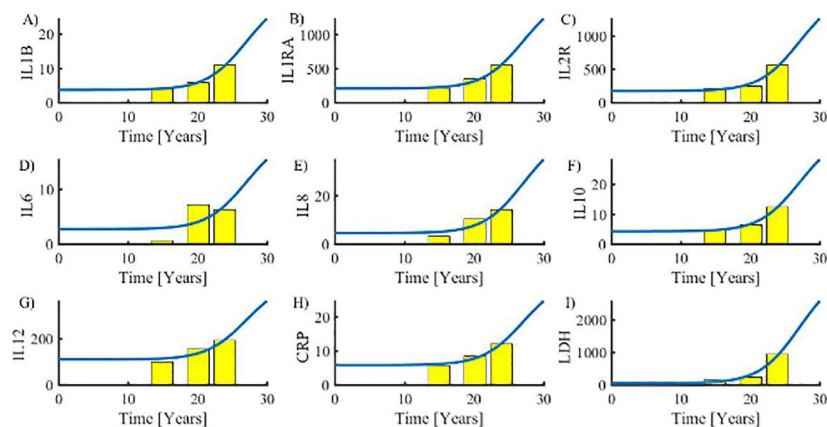 A)
IL1B
20
10
0
0 10 20 30
Time [Years]
B)
IL1RA
1000
500
0
0 10 20 30
Time [Years]
C)
IL2R
1000
500
0
0 10 20 30
Time [Years]
D)
IL6
10
0
0 10 20 30
Time [Years]
E)
IL8
20
0
0 10 20 30
Time [Years]
F)
IL10
20
10
0
0 10 20 30
Time [Years]
G)
IL12
200
0
0 10 20 30
Time [Years]
H)
CRP
20
10
0
0 10 20 30
Time [Years]
I)
LDH
2000
1000
0
0 10 20 30
Time [Years]